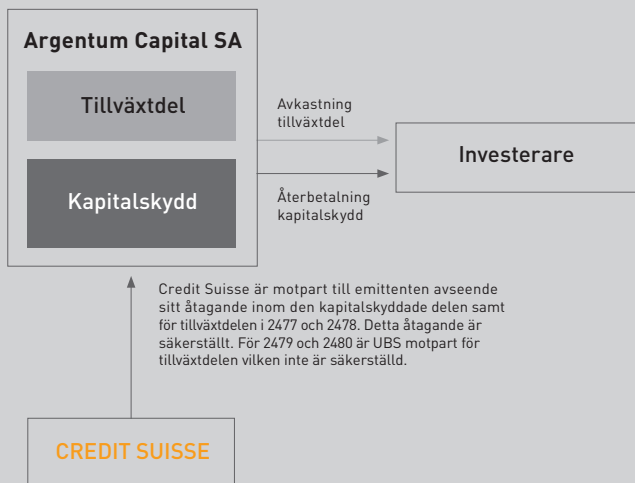 Argentum Capital SA
Tillväxtdel
Kapitalskydd
Avkastning
tillväxtdel
Återbetalning
kapitalskydd
Investerare
Credit Suisse är motpart till emittenten avseende
sitt åtagande inom den kapitalskyddade delen samt
för tillväxtdelen i 2477 och 2478. Detta åtagande är
säkerställt. För 2479 och 2480 är UBS motpart för
tillväxtdelen vilken inte är säkerställd.
CREDIT SUISSE